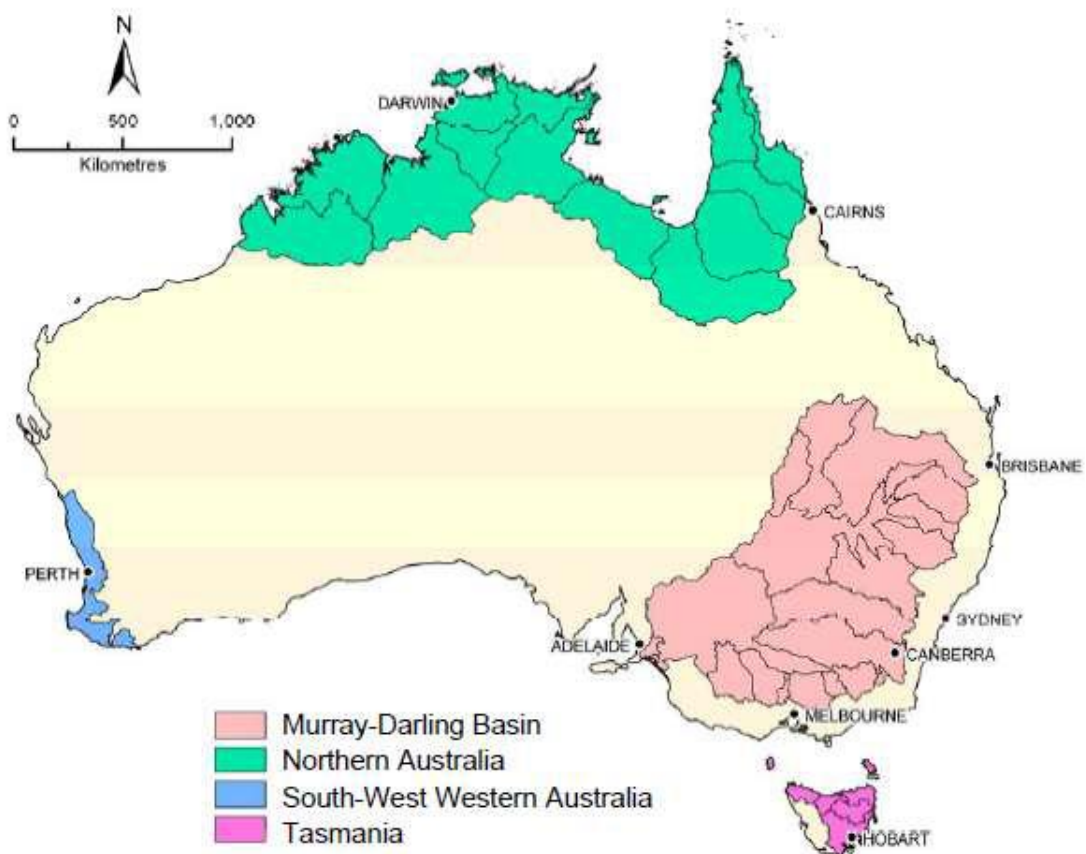 N
DARWIN
0 500 1,000
Kilometres
CAIRNS
BRISBANE
PERTH
SYDNEY
ADELAIDE
CANBERRA
MELBOURNE
Murray-Darling Basin
Northern Australia
South-West Western Australia
Tasmania
HOBART